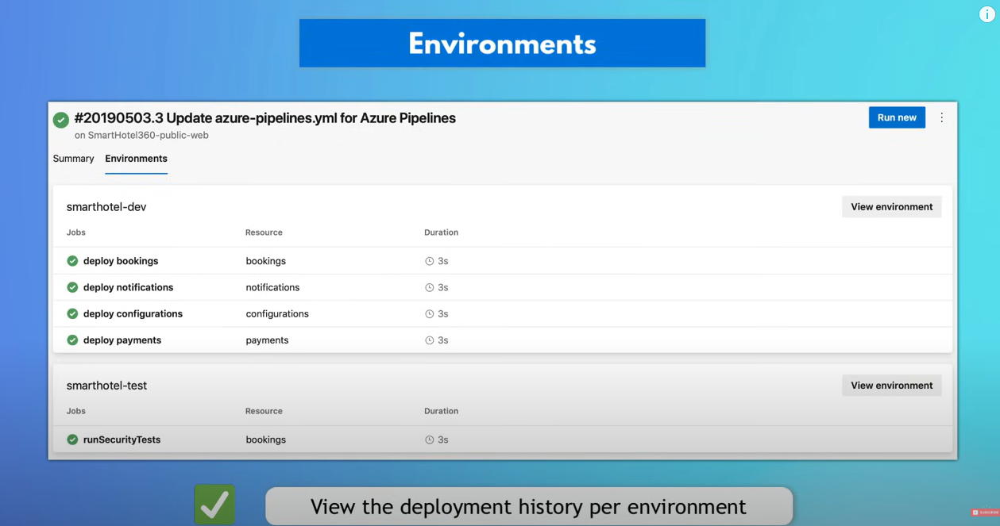 Environments
#20190503.3 Update azure-pipelines.yml for Azure Pipelines
Run new
on SmartHotel360-public-web
Summary Environments
smarthotel-dev
View environment
Jobs Resource Duration
deploy bookings bookings 3s
deploy notifications notifications 3s
deploy configurations configurations 3s
deploy payments payments 3s
smarthotel-test
View environment
Jobs Resource Duration
runSecurityTests bookings 3s
View the deployment history per environment
SUBSCRIBE